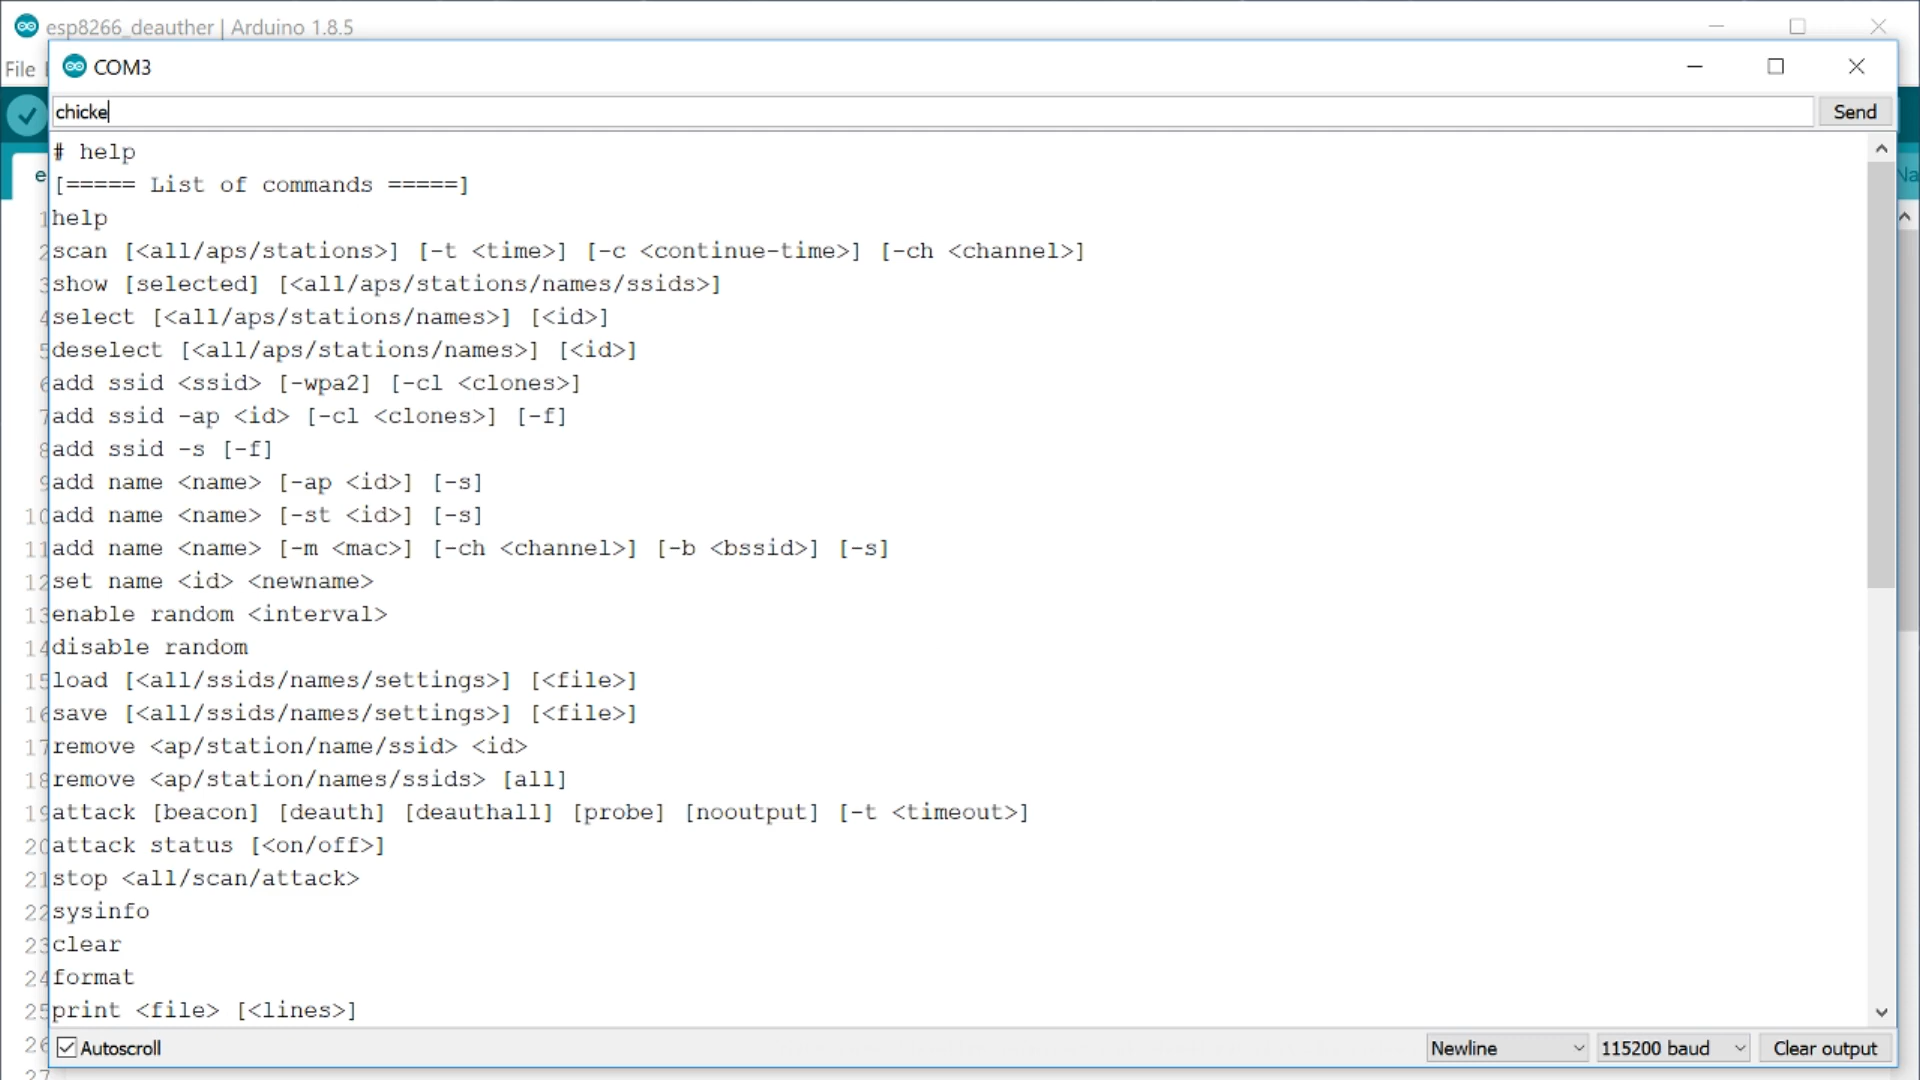 esp8266_deauther | Arduino 1.8.5
File
COM3
chicke
Send
# help
[===== List of commands =====]
help
scan [<all/aps/stations>] [-t <time>] [-c <continue-time>] [-ch <channel>]
show [selected] [<all/aps/stations/names/ssids>]
select [<all/aps/stations/names>] [<id>]
deselect [<all/aps/stations/names>] [<id>]
add ssid <ssid> [-wpa2] [-cl <clones>]
add ssid -ap <id> [-cl <clones>] [-f]
add ssid -s [-f]
add name <name> [-ap <id>] [-s]
add name <name> [-st <id>] [-s]
add name <name> [-m <mac>] [-ch <channel>] [-b <bssid>] [-s]
set name <id> <newname>
enable random <interval>
disable random
load [<all/ssids/names/settings>] [<file>]
save [<all/ssids/names/settings>] [<file>]
remove <ap/station/name/ssid> <id>
remove <ap/station/names/ssids> [all]
attack [beacon] [deauth] [deauthall] [probe] [nooutput] [-t <timeout>]
attack status [<on/off>]
stop <all/scan/attack>
sysinfo
clear
format
print <file> [<lines>]
Autoscroll
Newline
115200 baud
Clear output